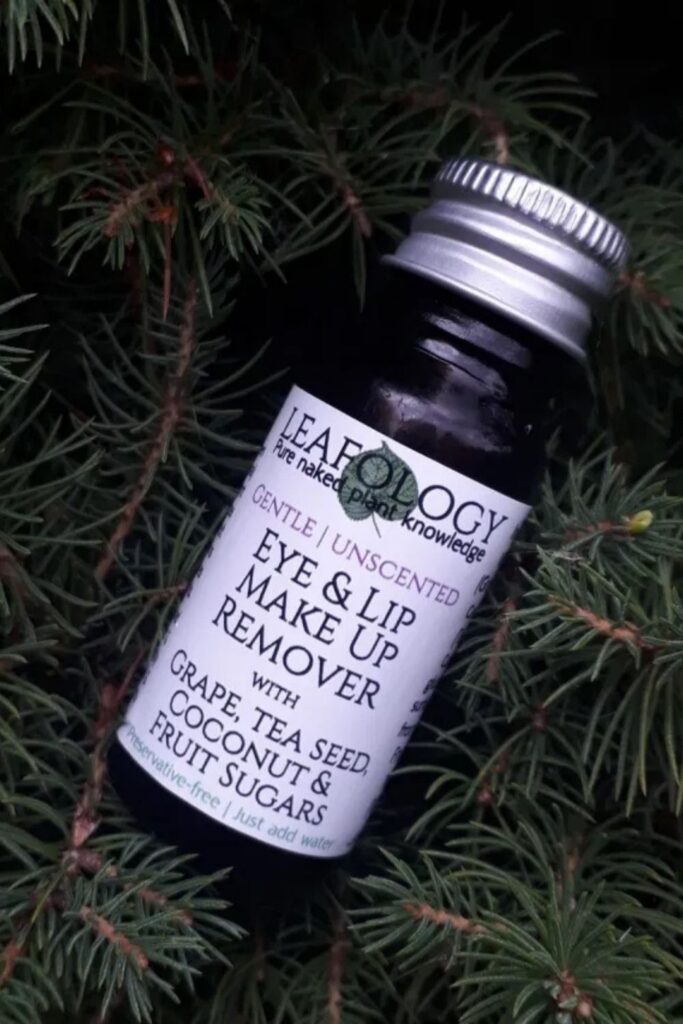 LEAFOLOGY
Pure naked plant knowledge
GENTLE | UNSCENTED
EYE & LIP
MAKE UP
REMOVER
WITH
GRAPE, TEA SEED,
COCONUT &
FRUIT SUGARS
Preservative-free | Just add water